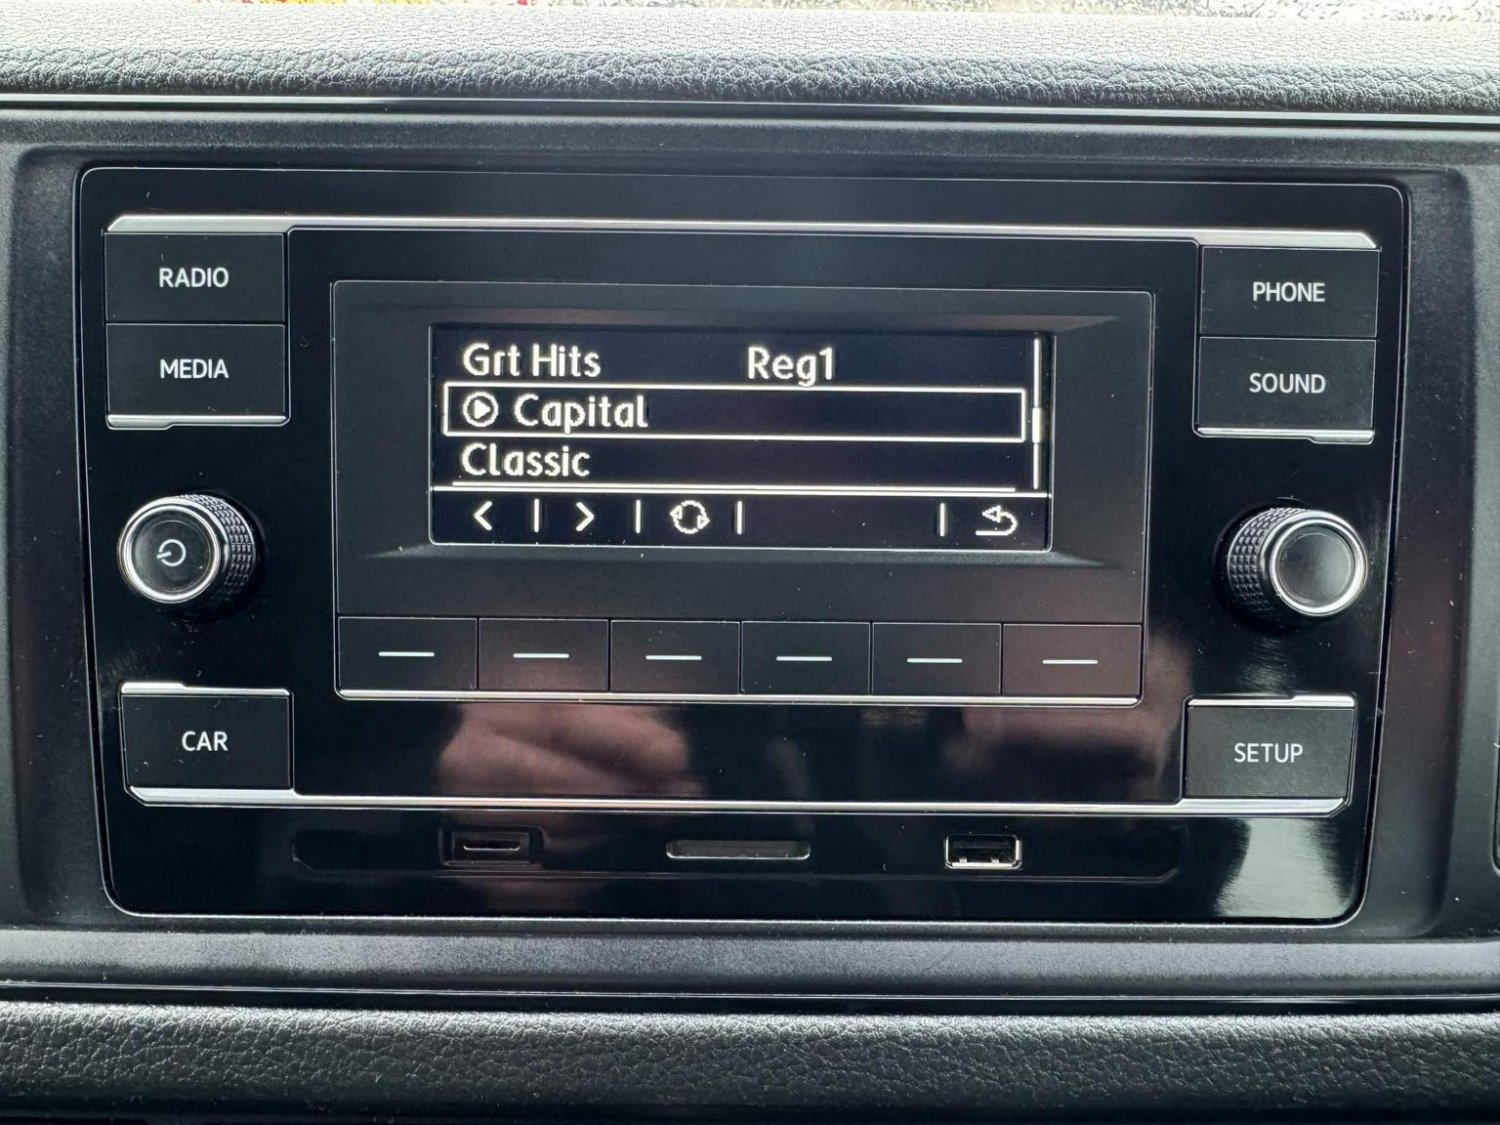 RADIO
MEDIA
Grt Hits Reg1
Capital
Classic
PHONE
SOUND
CAR
SETUP